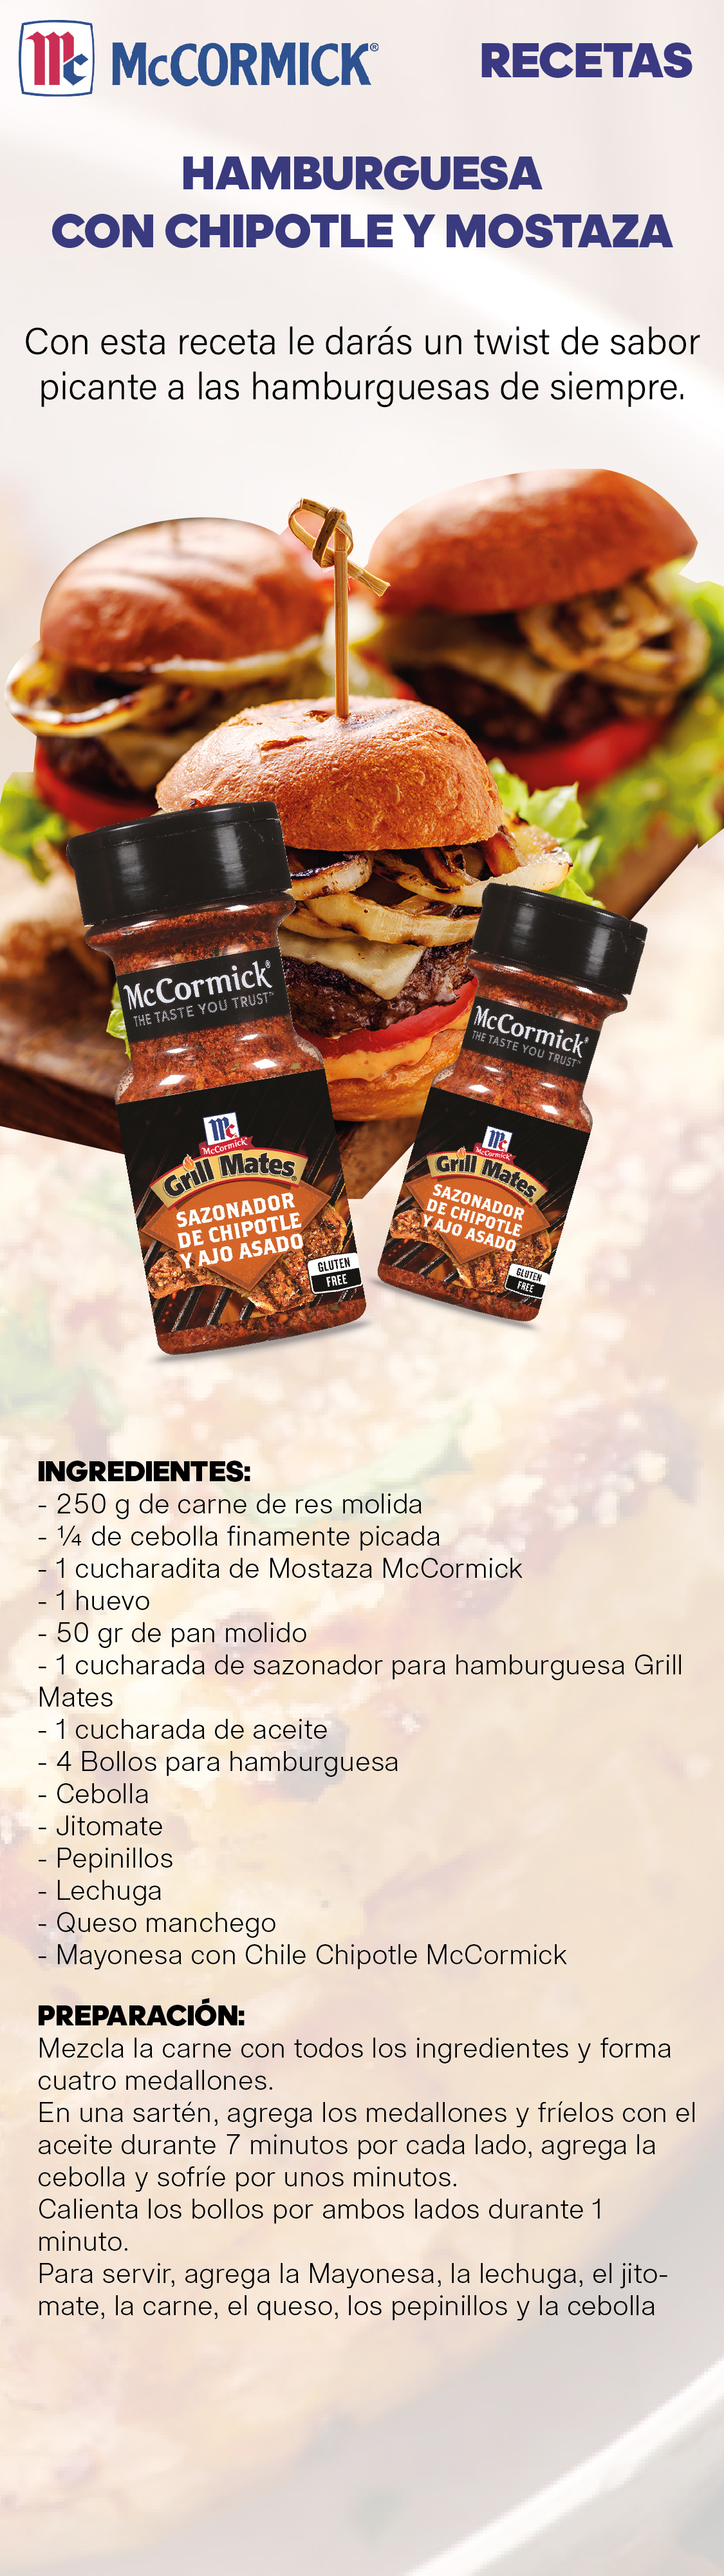 Mc McCORMICK® RECETAS
HAMBURGUESA
CON CHIPOTLE Y MOSTAZA
Con esta receta le darás un twist de sabor
picante a las hamburguesas de siempre.
McCormick®
THE TASTE YOU TRUST™
Mc
McCormick
Grill Mates®
SAZONADOR
DE CHIPOTLE
Y AJO ASADO
GLUTEN
FREE
McCormick®
THE TASTE YOU TRUST™
Mc
McCormick
Grill Mates®
SAZONADOR
DE CHIPOTLE
Y AJO ASADO
GLUTEN
FREE
INGREDIENTES:
- 250 g de carne de res molida
- ¼ de cebolla finamente picada
- 1 cucharadita de Mostaza McCormick
- 1 huevo
- 50 gr de pan molido
- 1 cucharada de sazonador para hamburguesa Grill
Mates
- 1 cucharada de aceite
- 4 Bollos para hamburguesa
- Cebolla
- Jitomate
- Pepinillos
- Lechuga
- Queso manchego
- Mayonesa con Chile Chipotle McCormick
PREPARACIÓN:
Mezcla la carne con todos los ingredientes y forma
cuatro medallones.
En una sartén, agrega los medallones y fríelos con el
aceite durante 7 minutos por cada lado, agrega la
cebolla y sofríe por unos minutos.
Calienta los bollos por ambos lados durante 1
minuto.
Para servir, agrega la Mayonesa, la lechuga, el jito-
mate, la carne, el queso, los pepinillos y la cebolla